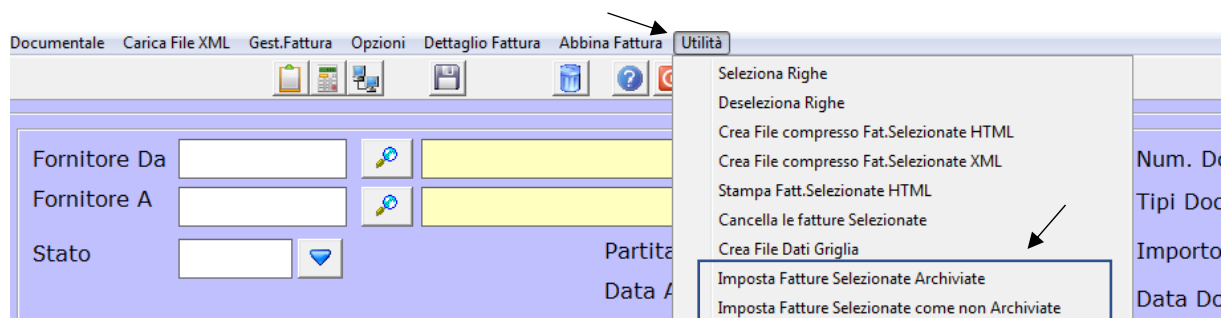 Documentale Carica File XML Gest.Fattura Opzioni Dettaglio Fattura Abbina Fattura Utilità
Seleziona Righe
Deseleziona Righe
Crea File compresso Fat.Selezionate HTML
Crea File compresso Fat.Selezionate XML
Stampa Fatt.Selezionate HTML
Cancella le fatture Selezionate
Crea File Dati Griglia
Imposta Fatture Selezionate Archiviate
Imposta Fatture Selezionate come non Archiviate
Fornitore Da
Num. Do
Fornitore A
Tipi Doc
Stato
Partita
Importo
Data A
Data Do